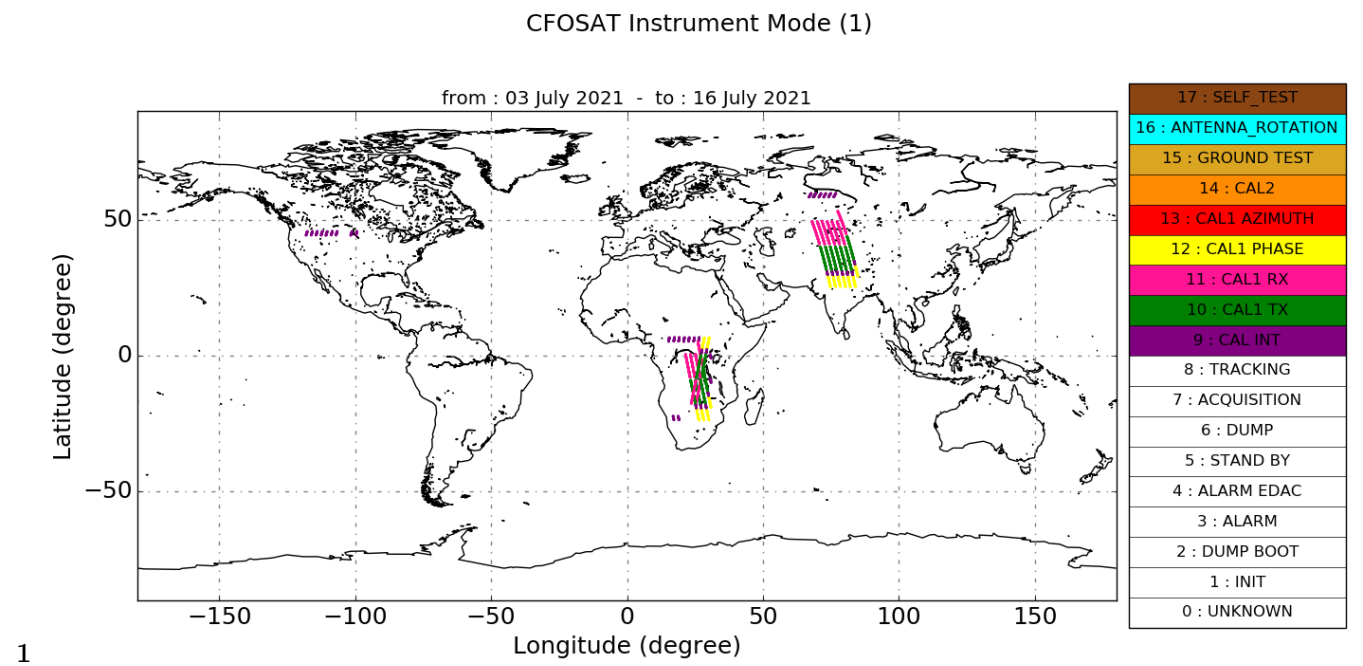 CFOSAT Instrument Mode (1)
from : 03 July 2021 - to : 16 July 2021
17 : SELF_TEST
16 : ANTENNA_ROTATION
15 : GROUND TEST
14 : CAL2
13 : CAL1 AZIMUTH
12 : CAL1 PHASE
11 : CAL1 RX
10 : CAL1 TX
9 : CAL INT
8 : TRACKING
7 : ACQUISITION
6 : DUMP
5 : STAND BY
4 : ALARM EDAC
3 : ALARM
2 : DUMP BOOT
1 : INIT
0 : UNKNOWN
Latitude (degree)
50
0
−50
−150 −100 −50 0 50 100 150
Longitude (degree)
1